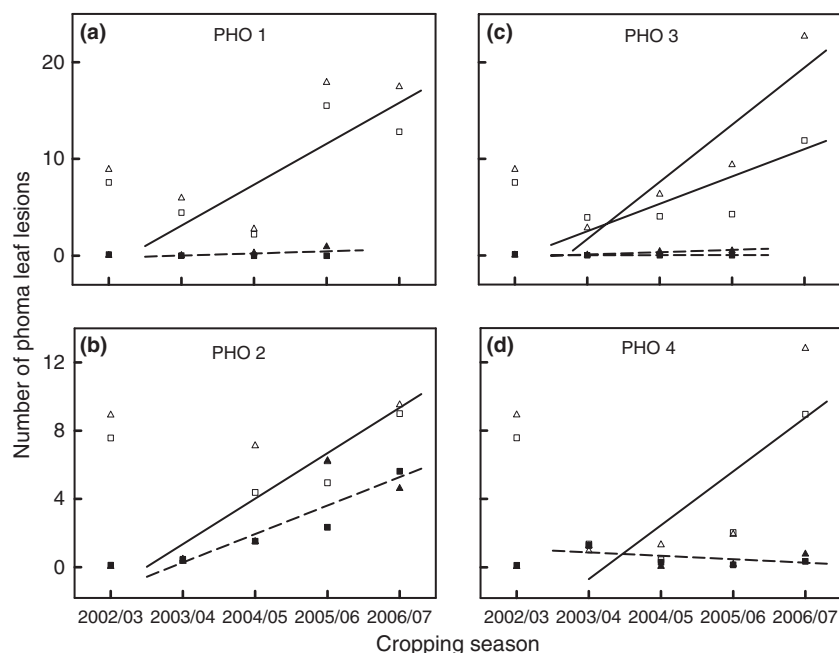 (a) PHO 1
(c) PHO 3
20
10
0
(b) PHO 2
(d) PHO 4
12
8
4
0
Number of phoma leaf lesions
2002/03 2003/04 2004/05 2005/06 2006/07
2002/03 2003/04 2004/05 2005/06 2006/07
Cropping season